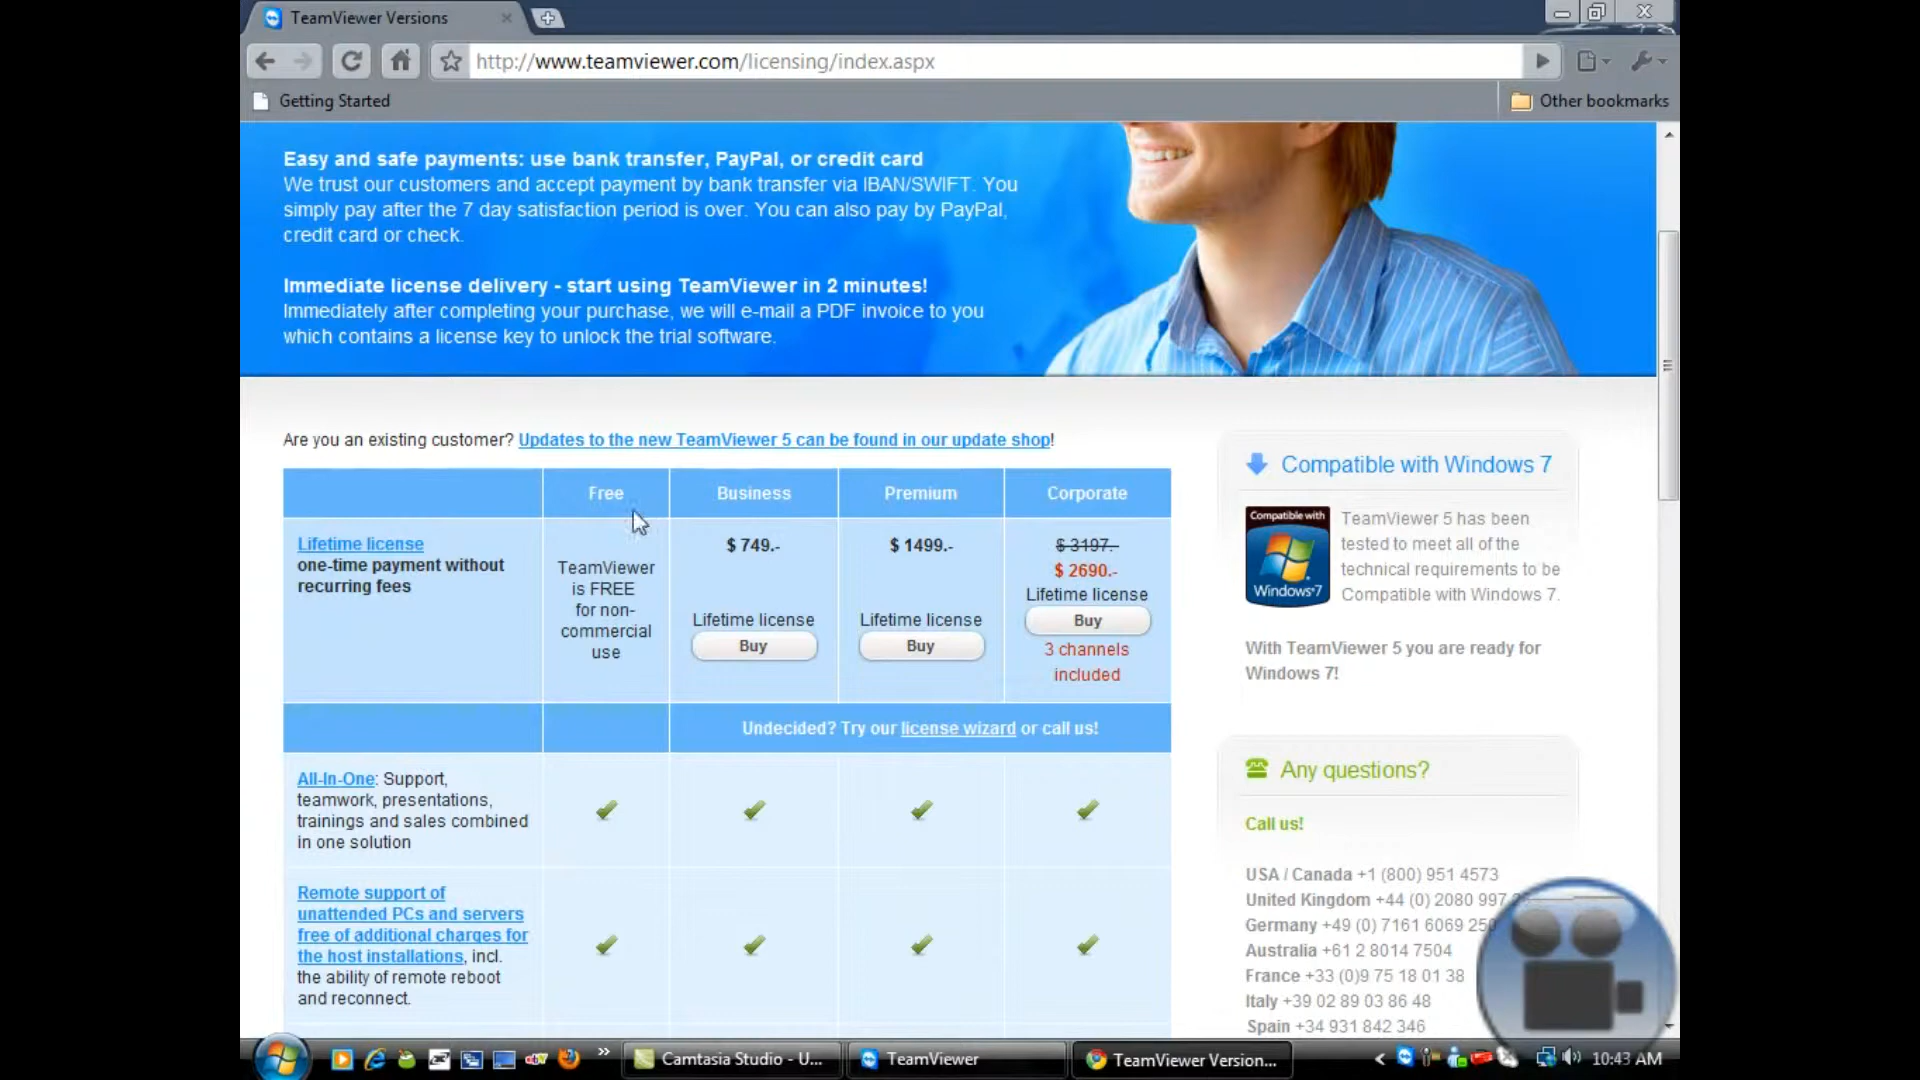 TeamViewer Versions
http://www.teamviewer.com/licensing/index.aspx
Getting Started
Other bookmarks
Easy and safe payments: use bank transfer, PayPal, or credit card
We trust our customers and accept payment by bank transfer via IBAN/SWIFT. You
simply pay after the 7 day satisfaction period is over. You can also pay by PayPal,
credit card or check.
Immediate license delivery - start using TeamViewer in 2 minutes!
Immediately after completing your purchase, we will e-mail a PDF invoice to you
which contains a license key to unlock the trial software.
Are you an existing customer? Updates to the new TeamViewer 5 can be found in our update shop!
Free Business Premium Corporate
Lifetime license
one-time payment without
recurring fees
TeamViewer
is FREE
for non-
commercial
use
$ 749.-
Lifetime license
Buy
$ 1499.-
Lifetime license
Buy
$ 3197.-
$ 2690.-
Lifetime license
Buy
3 channels
included
Undecided? Try our license wizard or call us!
All-In-One: Support,
teamwork, presentations,
trainings and sales combined
in one solution
Remote support of
unattended PCs and servers
free of additional charges for
the host installations, incl.
the ability of remote reboot
and reconnect.
Compatible with Windows 7
Compatible with
Windows 7
TeamViewer 5 has been
tested to meet all of the
technical requirements to be
Compatible with Windows 7.
With TeamViewer 5 you are ready for
Windows 7!
Any questions?
Call us!
USA / Canada +1 (800) 951 4573
United Kingdom +44 (0) 2080 997
Germany +49 (0) 7161 6069 250
Australia +61 2 8014 7504
France +33 (0)9 75 18 01 38
Italy +39 02 89 03 86 48
Spain +34 931 842 346
Camtasia Studio - U...
TeamViewer
TeamViewer Version...
10:43 AM